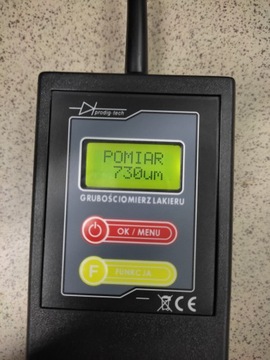 prodig-tech
POMIAR
730um
GRUBOŚCIOMIERZ LAKIERU
OK / MENU
F
FUNKCJA
CE